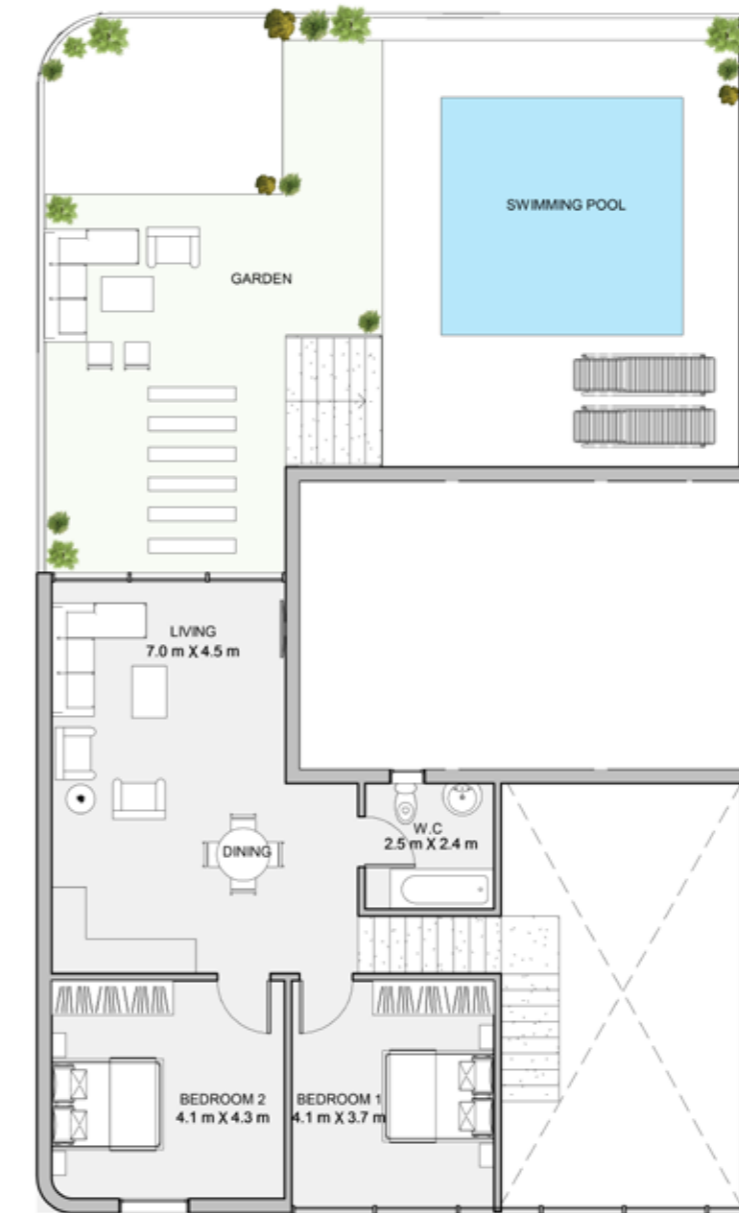 SWIMMING POOL
GARDEN
LIVING
7.0 m X 4.5 m
DINING
W.C
2.5 m X 2.4 m
BEDROOM 2
4.1 m X 4.3 m
BEDROOM 1
4.1 m X 3.7 m